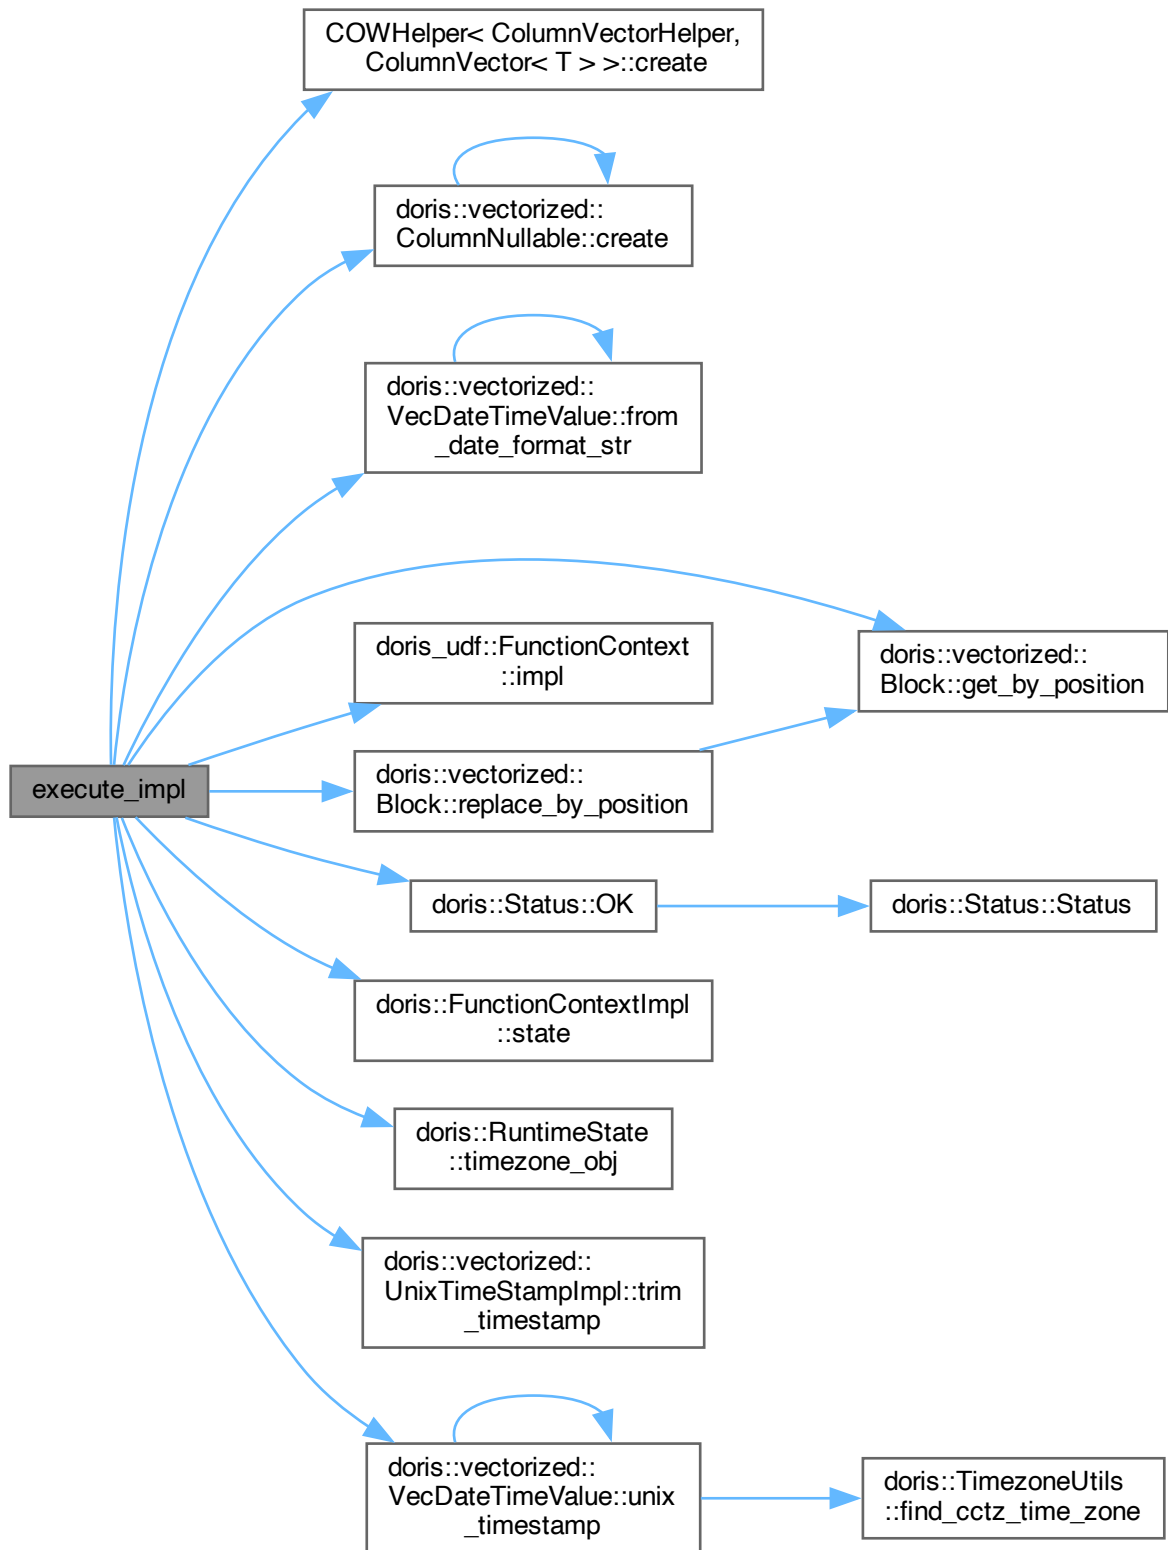 COWHelper< ColumnVectorHelper,
ColumnVector< T > >::create
doris::vectorized::
ColumnNullable::create
doris::vectorized::
VecDateTimeValue::from
_date_format_str
doris_udf::FunctionContext
::impl
doris::vectorized::
Block::get_by_position
execute_impl
doris::vectorized::
Block::replace_by_position
doris::Status::OK
doris::Status::Status
doris::FunctionContextImpl
::state
doris::RuntimeState
::timezone_obj
doris::vectorized::
UnixTimeStampImpl::trim
_timestamp
doris::vectorized::
VecDateTimeValue::unix
_timestamp
doris::TimezoneUtils
::find_cctz_time_zone